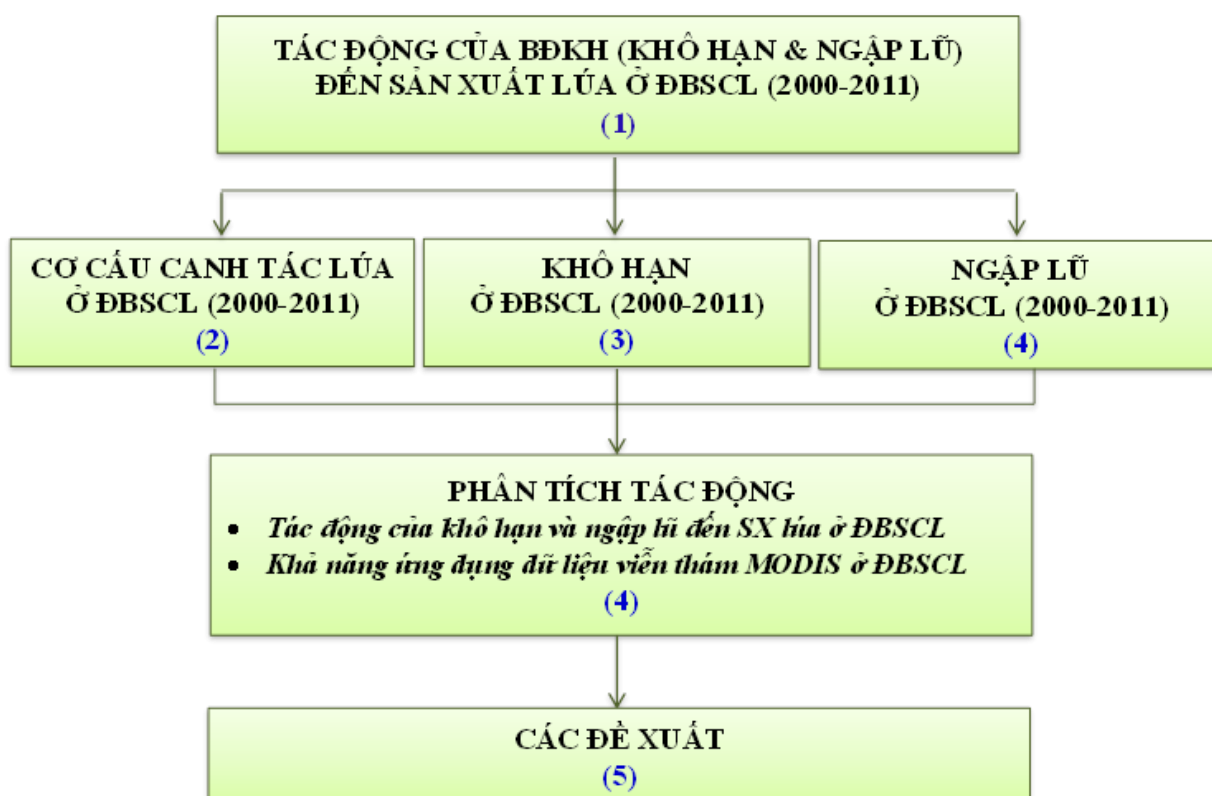 TÁC ĐỘNG CỦA BĐKH (KHÔ HẠN & NGẬP LŨ)
ĐẾN SẢN XUẤT LÚA Ở ĐBSCL (2000-2011)
(1)
CƠ CẤU CANH TÁC LÚA
Ở ĐBSCL (2000-2011)
(2)
KHÔ HẠN
Ở ĐBSCL (2000-2011)
(3)
NGẬP LŨ
Ở ĐBSCL (2000-2011)
(4)
PHÂN TÍCH TÁC ĐỘNG
• Tác động của khô hạn và ngập lũ đến SX lúa ở ĐBSCL
• Khả năng ứng dụng dữ liệu viễn thám MODIS ở ĐBSCL
(4)
CÁC ĐỀ XUẤT
(5)